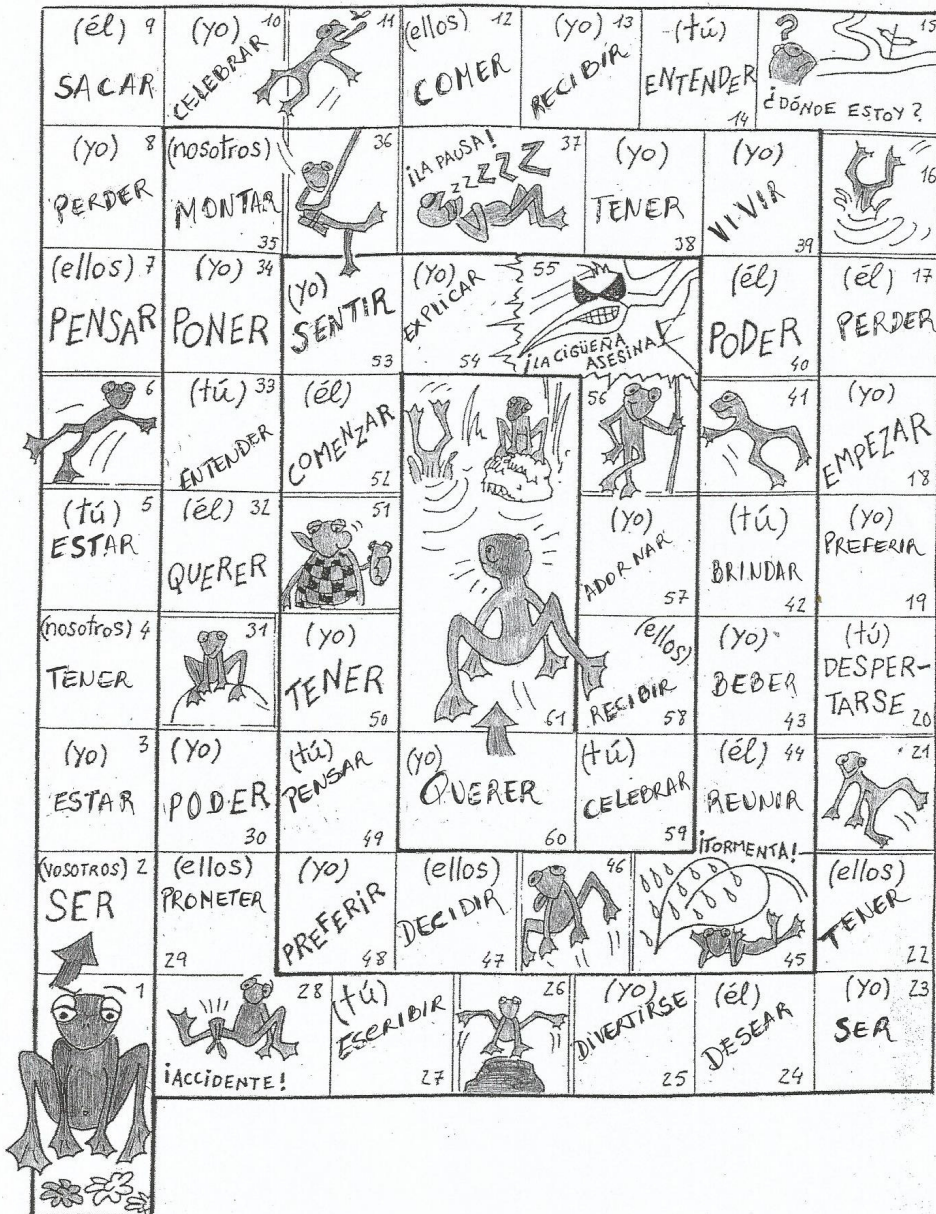 (él) 9
SACAR
(yo) 10
CELEBRAR
11
(ellos) 12
COMER
(yo) 13
RECIBIR
(tú)
ENTENDER
14
? 15
¿DÓNDE ESTOY?
(yo) 8
PERDER
(nosotros)
MONTAR
35
36
¡LA PAUSA! 37
ZZZZZZZ
(yo)
TENER
38
(yo)
VIVIR
39
16
(ellos) 7
PENSAR
(yo) 34
PONER
(yo)
SENTIR
53
(yo)
EXPLICAR
54
55
¡LA CIGÜEÑA
ASESINA!
(él)
PODER
40
(él) 17
PERDER
6
(tú) 33
ENTENDER
(él)
COMENZAR
52
56
41
(yo)
EMPEZAR
18
(tú) 5
ESTAR
(él) 32
QUERER
51
(yo)
ADORNAR
57
(tú)
BRINDAR
42
(yo)
PREFERIR
19
(nosotros) 4
TENER
31
(yo)
TENER
50
61
(ellos)
RECIBIR
58
(yo)
BEBER
43
(tú)
DESPER-
TARSE
20
(yo) 3
ESTAR
(yo)
PODER
30
(tú)
PENSAR
49
(yo)
QUERER
60
(tú)
CELEBRAR
59
(él) 44
REUNIR
21
(vosotros) 2
SER
(ellos)
PROMETER
29
(yo)
PREFERIR
48
(ellos)
DECIDIR
47
46
¡TORMENTA!
45
(ellos)
TENER
22
1
28
¡ACCIDENTE!
(tú)
ESCRIBIR
27
26
(yo)
DIVERTIRSE
25
(él)
DESEAR
24
(yo) 23
SER